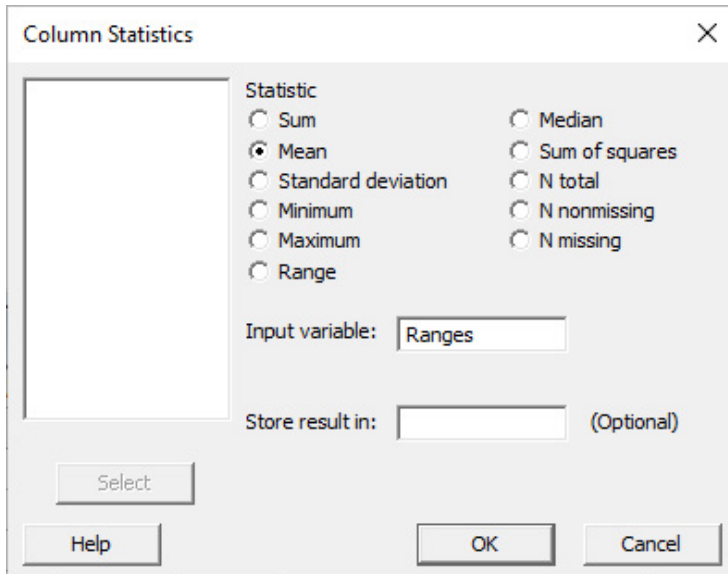 Column Statistics
Statistic
Sum
Median
Mean
Sum of squares
Standard deviation
N total
Minimum
N nonmissing
Maximum
N missing
Range
Input variable: Ranges
Store result in: (Optional)
Select
Help OK Cancel